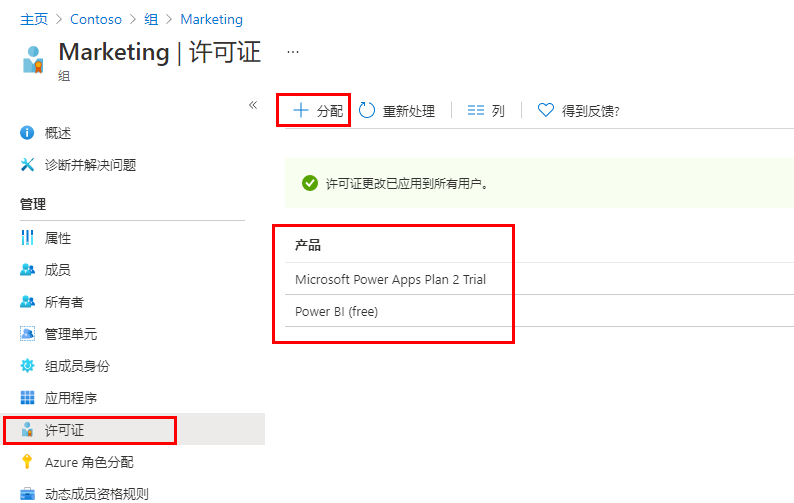 主页 > Contoso > 组 > Marketing
Marketing | 许可证 ...
组
«
+ 分配 重新处理 列 得到反馈?
概述
诊断并解决问题
许可证更改已应用到所有用户。
管理
属性
成员
所有者
管理单元
组成员身份
应用程序
许可证
Azure 角色分配
动态成员资格规则
产品
Microsoft Power Apps Plan 2 Trial
Power BI (free)